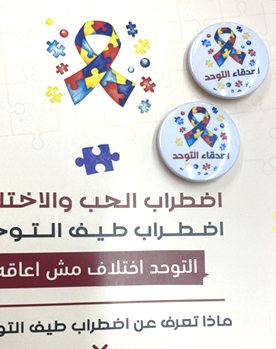 أصدقاء التوحد
أصدقاء التوحد
اضطراب الحب والاختلا
اضطراب طيف التوح
التوحد اختلاف مش اعاقه
ماذا تعرف عن اضطراب طيف التو